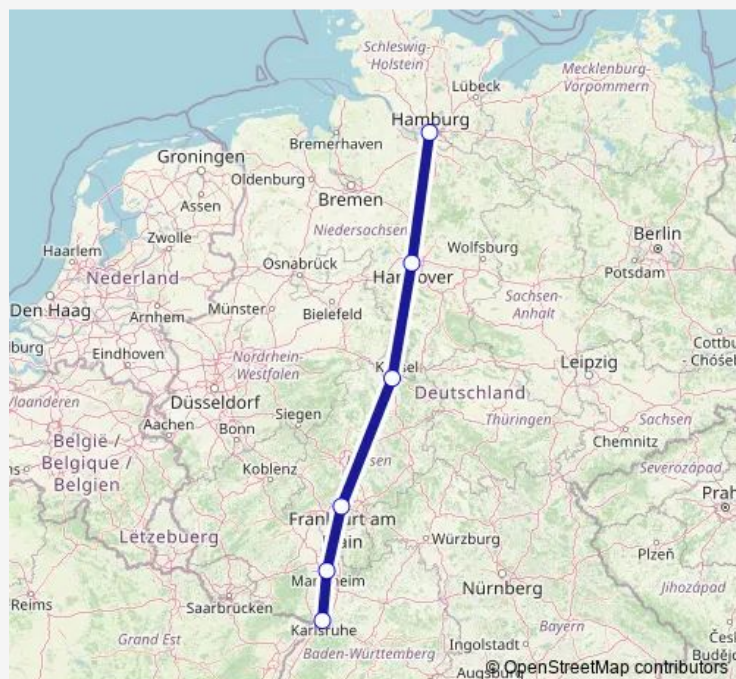 Schleswig-
Holstein
Mecklenburg-
Vorpommern
Lübeck
Hamburg
Bremerhaven
Groningen
Oldenburg
Bremen
Assen
Niedersachsen
Berlin
Zwolle
Wolfsburg
Haarlem
Osnabrück
Potsdam
Nederland
Den Haag
Arnhem
Münster
Bielefeld
Sachsen-
Anhalt
Eindhoven
Nordrhein-
Westfalen
Leipzig
Düsseldorf
Deutschland
Siegen
Aachen
Bonn
Thüringen
Sachsen
Chemnitz
België /
Belgique /
Belgien
Koblenz
Severozápad
Lëtzebuerg
Würzburg
Plzeň
Reims
Saarbrücken
Nürnberg
Jihozápad
Karlsruhe
Grand Est
Baden-Württemberg
Bayern
Ingolstadt
© OpenStreetMap contributors